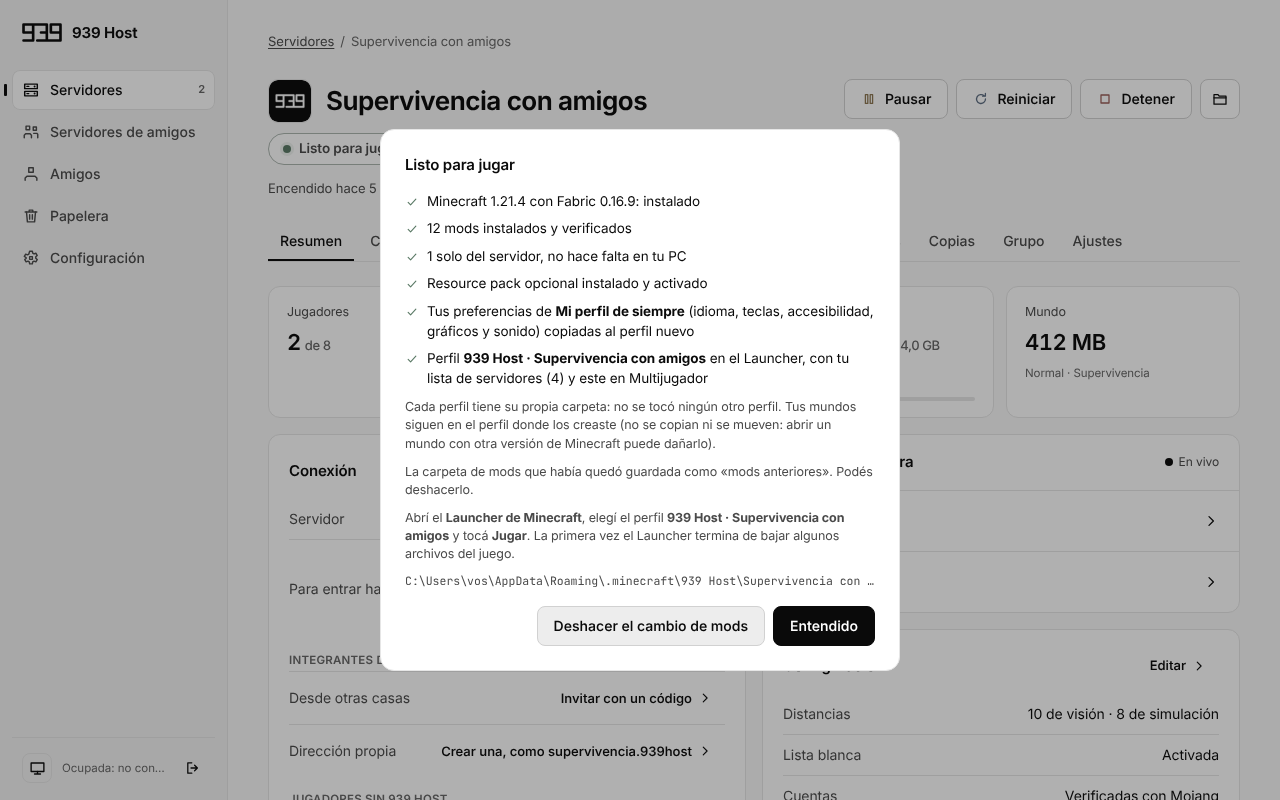 939 939 Host
Servidores 2
Servidores de amigos
Amigos
Papelera
Configuración
Ocupada: no con...
Servidores / Supervivencia con amigos
939 Supervivencia con amigos
Pausar
Reiniciar
Detener
Listo para jug
Encendido hace 5
Resumen
C
Copias
Grupo
Ajustes
Jugadores
2 de 8
4,0 GB
Mundo
412 MB
Normal · Supervivencia
Conexión
Servidor
Para entrar ha
INTEGRANTES D
Desde otras casas Invitar con un código
Dirección propia Crear una, como supervivencia.939host
JUGADORES SIN 939 HOST
ra
En vivo
Editar
Distancias 10 de visión · 8 de simulación
Lista blanca Activada
Cuentas Verificadas con Mojang
Listo para jugar
Minecraft 1.21.4 con Fabric 0.16.9: instalado
12 mods instalados y verificados
1 solo del servidor, no hace falta en tu PC
Resource pack opcional instalado y activado
Tus preferencias de Mi perfil de siempre (idioma, teclas, accesibilidad,
gráficos y sonido) copiadas al perfil nuevo
Perfil 939 Host · Supervivencia con amigos en el Launcher, con tu
lista de servidores (4) y este en Multijugador
Cada perfil tiene su propia carpeta: no se tocó ningún otro perfil. Tus mundos
siguen en el perfil donde los creaste (no se copian ni se mueven: abrir un
mundo con otra versión de Minecraft puede dañarlo).
La carpeta de mods que había quedó guardada como «mods anteriores». Podés
deshacerlo.
Abrí el Launcher de Minecraft, elegí el perfil 939 Host · Supervivencia con
amigos y tocá Jugar. La primera vez el Launcher termina de bajar algunos
archivos del juego.
C:\Users\vos\AppData\Roaming\.minecraft\939 Host\Supervivencia con …
Deshacer el cambio de mods
Entendido